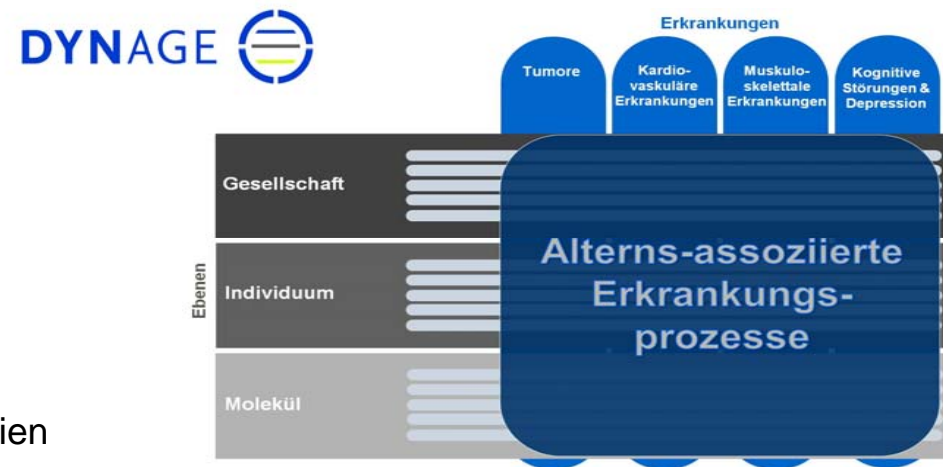 DYNAGE
Erkrankungen
Tumore
Kardio-
vaskuläre
Erkrankungen
Muskulo-
skelettale
Erkrankungen
Kognitive
Störungen &
Depression
Ebenen
Gesellschaft
Individuum
Molekül
Alterns-assoziierte
Erkrankungs-
prozesse
ien